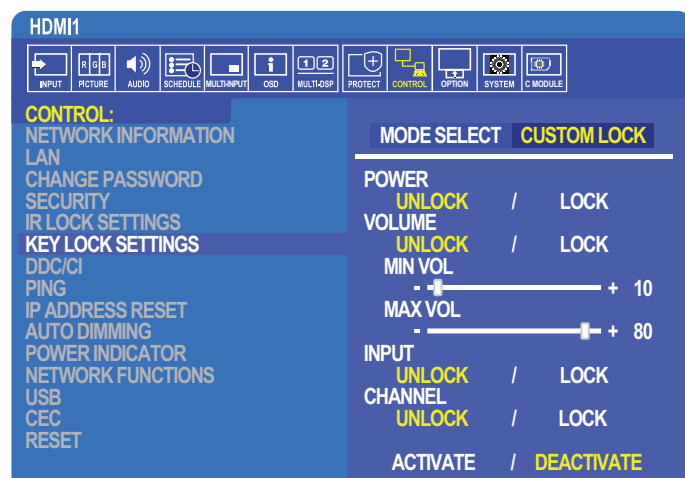 HDMI1
INPUT PICTURE AUDIO SCHEDULE MULTI-INPUT OSD MULTI-DSP PROTECT CONTROL OPTION SYSTEM C MODULE
R G B
1 2
CONTROL:
NETWORK INFORMATION
LAN
CHANGE PASSWORD
SECURITY
IR LOCK SETTINGS
KEY LOCK SETTINGS
DDC/CI
PING
IP ADDRESS RESET
AUTO DIMMING
POWER INDICATOR
NETWORK FUNCTIONS
USB
CEC
RESET
MODE SELECT CUSTOM LOCK
POWER
UNLOCK / LOCK
VOLUME
UNLOCK / LOCK
MIN VOL
- + 10
MAX VOL
- + 80
INPUT
UNLOCK / LOCK
CHANNEL
UNLOCK / LOCK
ACTIVATE / DEACTIVATE